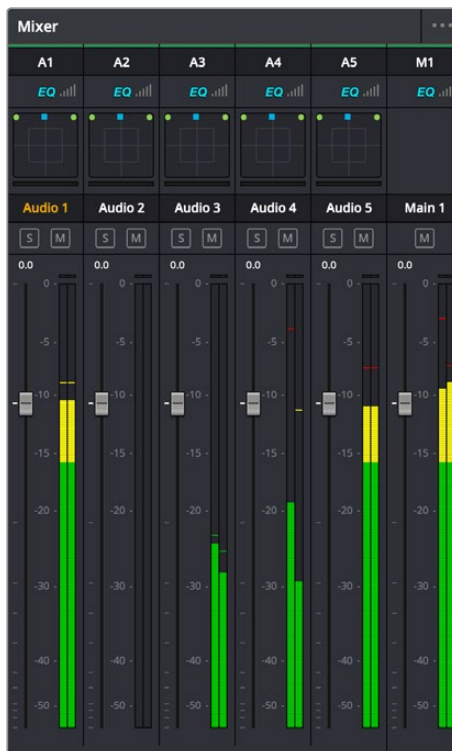 Mixer
A1 A2 A3 A4 A5 M1
EQ EQ EQ EQ EQ EQ
Audio 1 Audio 2 Audio 3 Audio 4 Audio 5 Main 1
S M S M S M S M S M M
0.0 0.0 0.0 0.0 0.0 0.0
0 0 0 0 0 0
-5 -5 -5 -5 -5 -5
-10 -10 -10 -10 -10 -10
-15 -15 -15 -15 -15 -15
-20 -20 -20 -20 -20 -20
-30 -30 -30 -30 -30 -30
-40 -40 -40 -40 -40 -40
-50 -50 -50 -50 -50 -50